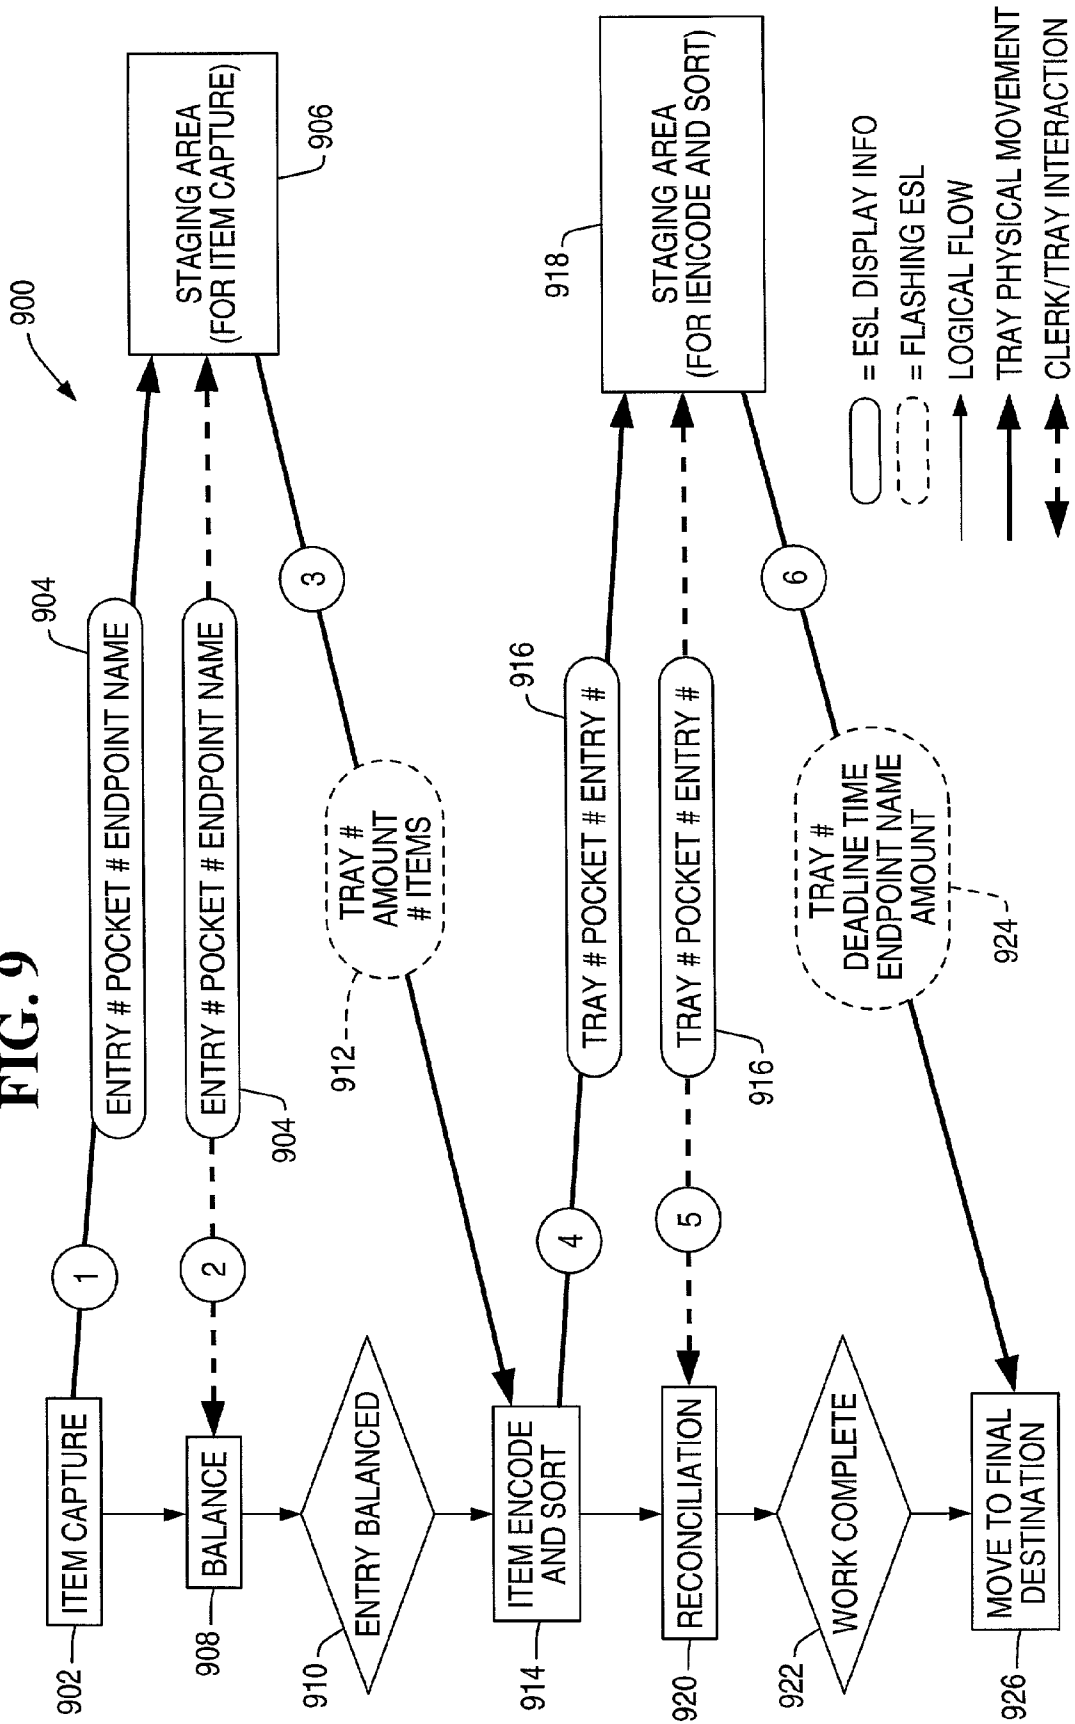 FIG. 9
900
902
ITEM CAPTURE
1
ENTRY # POCKET # ENDPOINT NAME
904
STAGING AREA
(FOR ITEM CAPTURE)
906
908
BALANCE
2
ENTRY # POCKET # ENDPOINT NAME
904
910
ENTRY BALANCED
3
TRAY #
AMOUNT
# ITEMS
912
914
ITEM ENCODE
AND SORT
4
TRAY # POCKET # ENTRY #
916
918
STAGING AREA
(FOR IENCODE AND SORT)
920
RECONCILIATION
5
TRAY # POCKET # ENTRY #
916
922
WORK COMPLETE
6
TRAY #
DEADLINE TIME
ENDPOINT NAME
AMOUNT
924
926
MOVE TO FINAL
DESTINATION
= ESL DISPLAY INFO
= FLASHING ESL
LOGICAL FLOW
TRAY PHYSICAL MOVEMENT
CLERK/TRAY INTERACTION